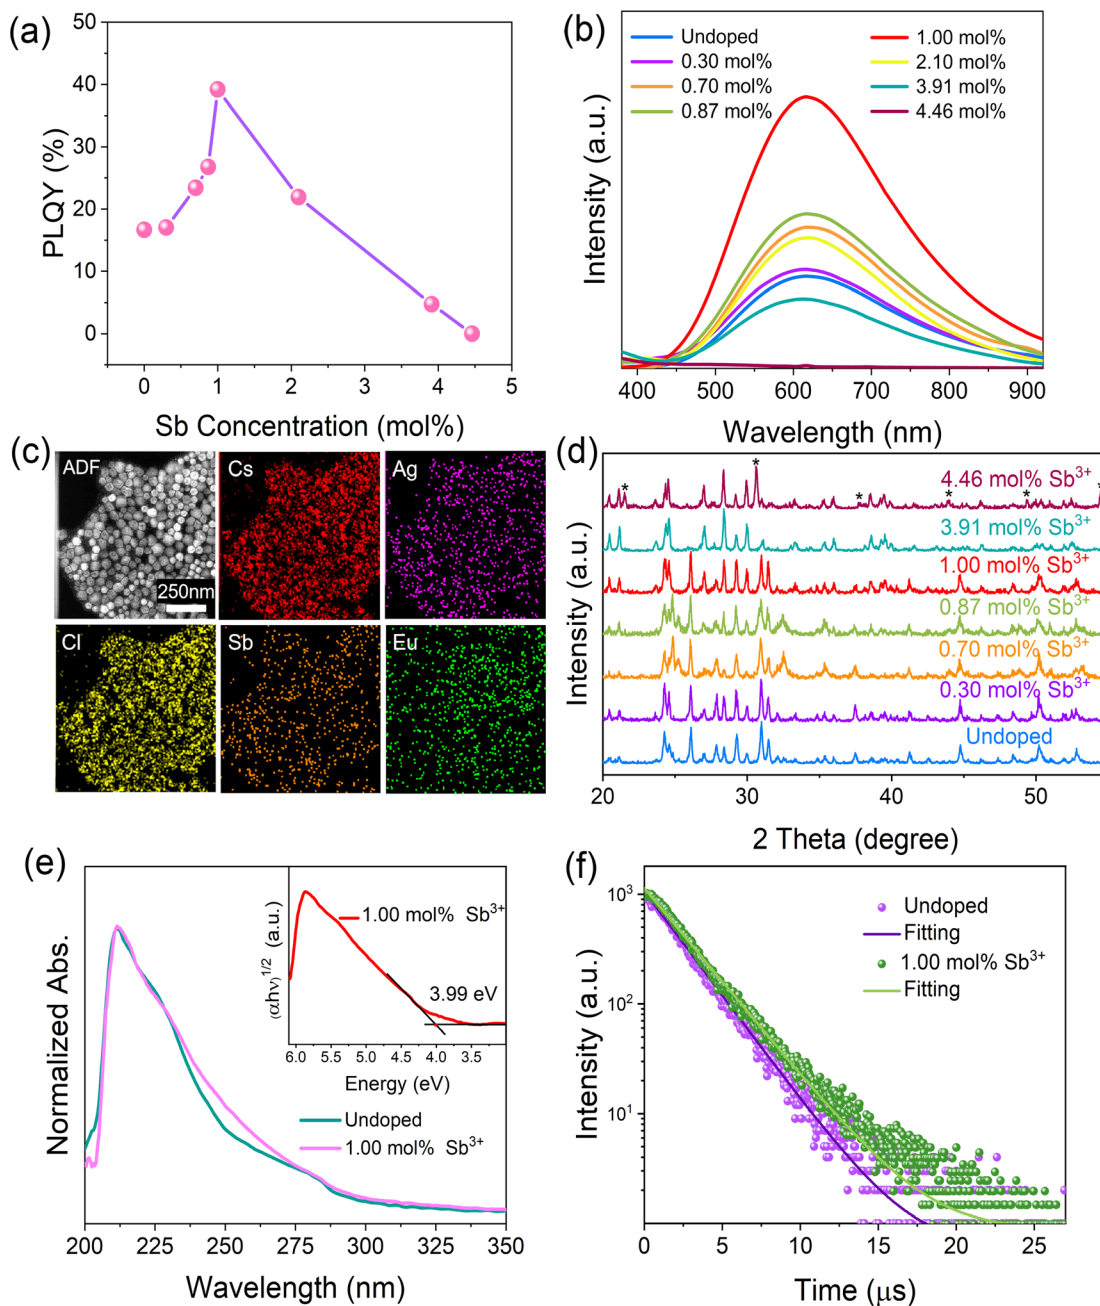 (a)
50
40
30
20
10
0
PLQY (%)
0 1 2 3 4 5
Sb Concentration (mol%)
(b)
Undoped
0.30 mol%
0.70 mol%
0.87 mol%
1.00 mol%
2.10 mol%
3.91 mol%
4.46 mol%
Intensity (a.u.)
400 500 600 700 800 900
Wavelength (nm)
(c)
ADF
250nm
Cs
Ag
Cl
Sb
Eu
(d)
* * * * * *
4.46 mol% Sb³⁺
3.91 mol% Sb³⁺
1.00 mol% Sb³⁺
0.87 mol% Sb³⁺
0.70 mol% Sb³⁺
0.30 mol% Sb³⁺
Undoped
Intensity (a.u.)
20 30 40 50
2 Theta (degree)
(e)
Normalized Abs.
200 225 250 275 300 325 350
Wavelength (nm)
1.00 mol% Sb³⁺
3.99 eV
(αhν)^1/2 (a.u.)
6.0 5.5 5.0 4.5 4.0 3.5
Energy (eV)
Undoped
1.00 mol% Sb³⁺
(f)
Undoped
Fitting
1.00 mol% Sb³⁺
Fitting
10³
10²
10¹
Intensity (a.u.)
0 5 10 15 20 25
Time (μs)